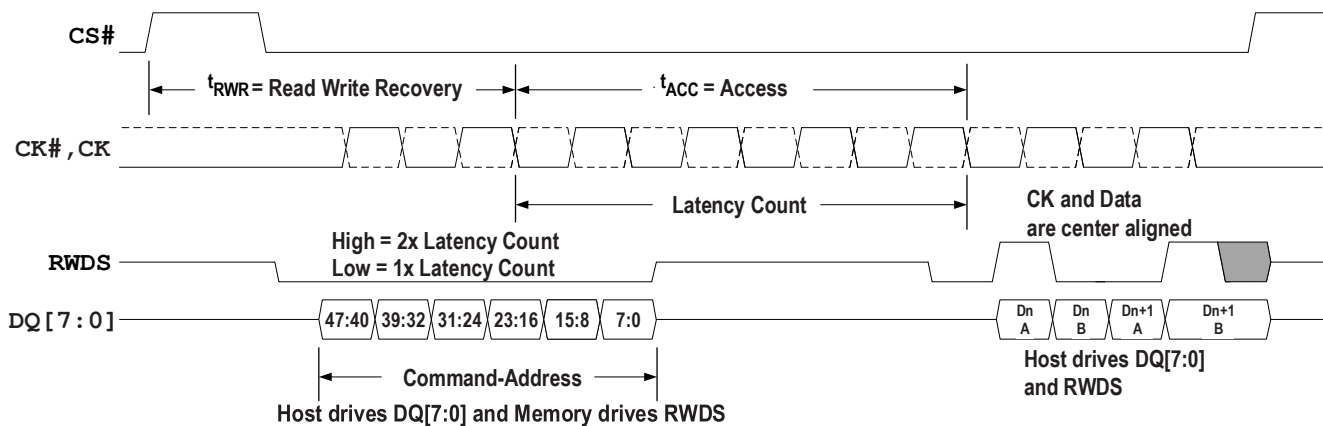 CS#
tRWR = Read Write Recovery
tACC = Access
CK#,CK
Latency Count
CK and Data
are center aligned
High = 2x Latency Count
Low = 1x Latency Count
RWDS
DQ[7:0]
47:40 39:32 31:24 23:16 15:8 7:0
Dn A
Dn B
Dn+1 A
Dn+1 B
Command-Address
Host drives DQ[7:0]
and RWDS
Host drives DQ[7:0] and Memory drives RWDS